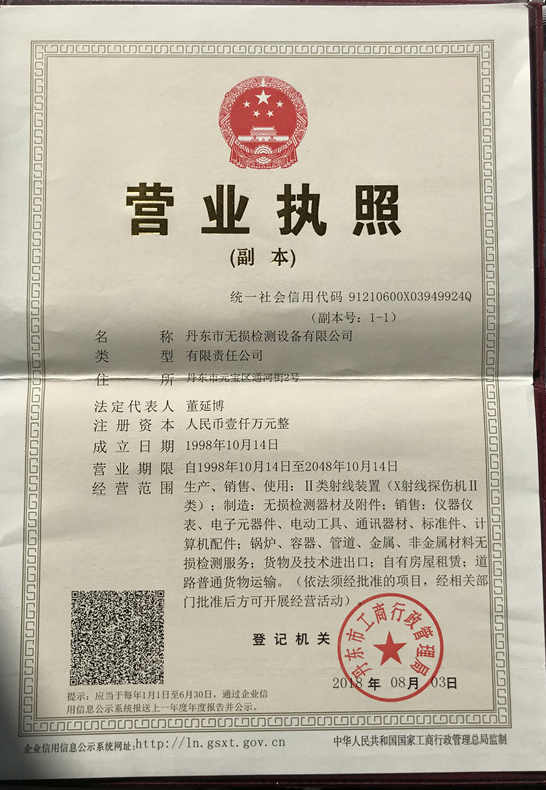 营业执照
(副 本)
统一社会信用代码 91210600X03949924Q
(副本号: 1-1)
名 称 丹东市无损检测设备有限公司
类 型 有限责任公司
住 所 丹东市元宝区通河街2号
法定代表人 董延博
注册资本 人民币壹仟万元整
成立日期 1998年10月14日
营业期限 自1998年10月14日至2048年10月14日
经营范围 生产、销售、使用：Ⅱ类射线装置（X射线探伤机Ⅱ
类）；制造：无损检测器材及附件；销售：仪器仪
表、电子元器件、电动工具、通讯器材、标准件、计
算机配件；锅炉、容器、管道、金属、非金属材料无
损检测服务；货物及技术进出口；自有房屋租赁；道
路普通货物运输。（依法须经批准的项目，经相关部
门批准后方可开展经营活动）
登记机关
丹东市工商行政管理局
2018 年 08 月 03 日
提示：应当于每年1月1日至6月30日，通过企业信
用信息公示系统报送上一年度年度报告并公示。
企业信用信息公示系统网址:http://ln.gsxt.gov.cn
中华人民共和国国家工商行政管理总局监制